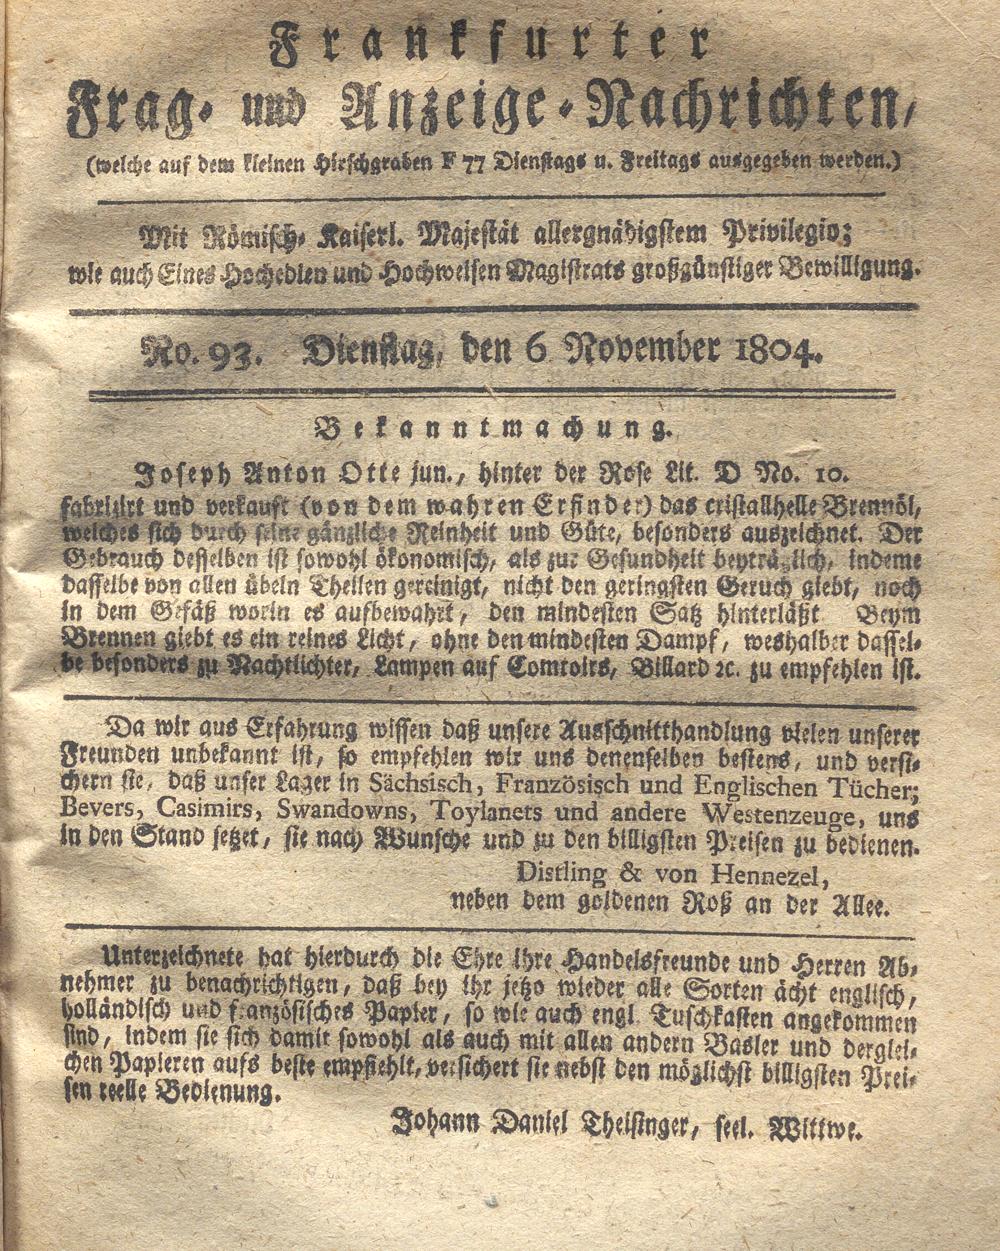 Frankfurter
Frag- und Anzeige-Nachrichten,
(welche auf dem kleinen Hirschgraben F 77 Dienstags u. Freitags ausgegeben werden.)
Mit Römisch- Kaiserl. Majestät allergnädigstem Privilegio;
wie auch Eines Hochedlen und Hochweisen Magistrats großgünstiger Bewilligung.
No. 93. Dienstag, den 6 November 1804.
Bekanntmachung.
Joseph Anton Otte jun., hinter der Rose Lit. D No. 10.
fabrizirt und verkauft (von dem wahren Erfinder) das cristallhelle Brennöl,
welches sich durch seine gänzliche Reinheit und Güte, besonders auszeichnet. Der
Gebrauch desselben ist sowohl ökonomisch, als zur Gesundheit beyträglich, indeme
dasselbe von allen übeln Theilen gereinigt, nicht den geringsten Geruch giebt, noch
in dem Gefäß worin es aufbewahrt, den mindesten Satz hinterläßt Beym
Brennen giebt es ein reines Licht, ohne den mindesten Dampf, weshalber dassel-
be besonders zu Nachtlichter, Lampen auf Comtoirs, Billard ꝛc. zu empfehlen ist.
Da wir aus Erfahrung wissen daß unsere Ausschnitthandlung vielen unserer
Freunden unbekannt ist, so empfehlen wir uns denenselben bestens, und versi-
chern sie, daß unser Lager in Sächsisch, Französisch und Englischen Tücher;
Bevers, Casimirs, Swandowns, Toylanets und andere Westenzeuge, uns
in den Stand setzet, sie nach Wunsche und zu den billigsten Preisen zu bedienen.
Distling & von Hennezel,
neben dem goldenen Roß an der Allee.
Unterzeichnete hat hierdurch die Ehre ihre Handelsfreunde und Herren Ab-
nehmer zu benachrichtigen, daß bey ihr jetzo wieder alle Sorten ächt englisch,
holländisch und französisches Papier, so wie auch engl. Tuschkasten angekommen
sind, indem sie sich damit sowohl als auch mit allen andern Basler und derglei-
chen Papieren aufs beste empfiehlt, versichert sie nebst den möglichst billigsten Prei-
sen reelle Bedienung.
Johann Daniel Theisinger, seel. Wittwe.